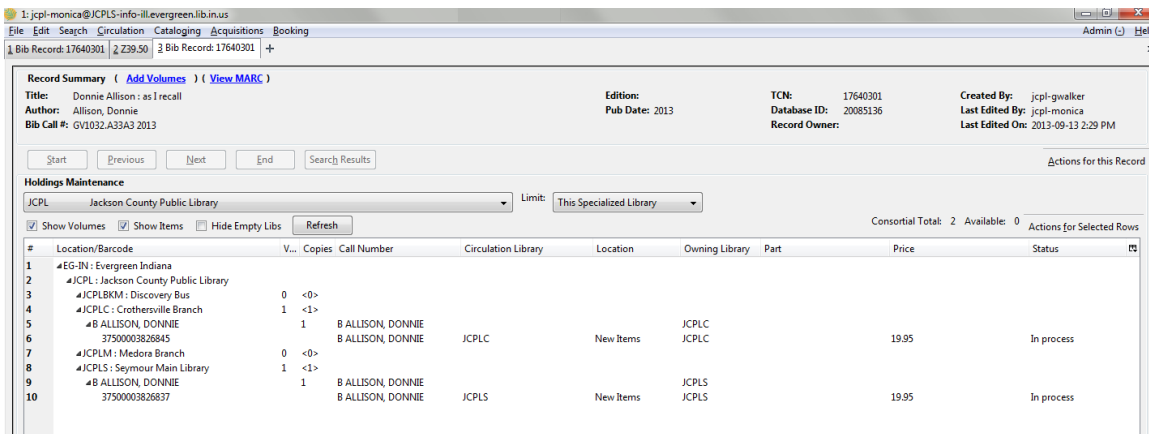 1: jcpl-monica@JCPLS-info-ill.evergreen.lib.in.us
File Edit Search Circulation Cataloging Acquisitions Booking Admin (-) Hel
1 Bib Record: 17640301 2 Z39.50 3 Bib Record: 17640301 +
Record Summary ( Add Volumes ) ( View MARC )
Title: Donnie Allison : as I recall Edition: TCN: 17640301 Created By: jcpl-gwalker
Author: Allison, Donnie Pub Date: 2013 Database ID: 20085136 Last Edited By: jcpl-monica
Bib Call #: GV1032.A33A3 2013 Record Owner: Last Edited On: 2013-09-13 2:29 PM
Start Previous Next End Search Results Actions for this Record
Holdings Maintenance
JCPL Jackson County Public Library Limit: This Specialized Library
Show Volumes Show Items Hide Empty Libs Refresh Consortial Total: 2 Available: 0 Actions for Selected Rows
# Location/Barcode V... Copies Call Number Circulation Library Location Owning Library Part Price Status
1 EG-IN : Evergreen Indiana
2 JCPL : Jackson County Public Library
3 JCPLBKM : Discovery Bus 0 <0>
4 JCPLC : Crothersville Branch 1 <1>
5 B ALLISON, DONNIE 1 B ALLISON, DONNIE JCPLC
6 37500003826845 B ALLISON, DONNIE JCPLC New Items JCPLC 19.95 In process
7 JCPLM : Medora Branch 0 <0>
8 JCPLS : Seymour Main Library 1 <1>
9 B ALLISON, DONNIE 1 B ALLISON, DONNIE JCPLS
10 37500003826837 B ALLISON, DONNIE JCPLS New Items JCPLS 19.95 In process